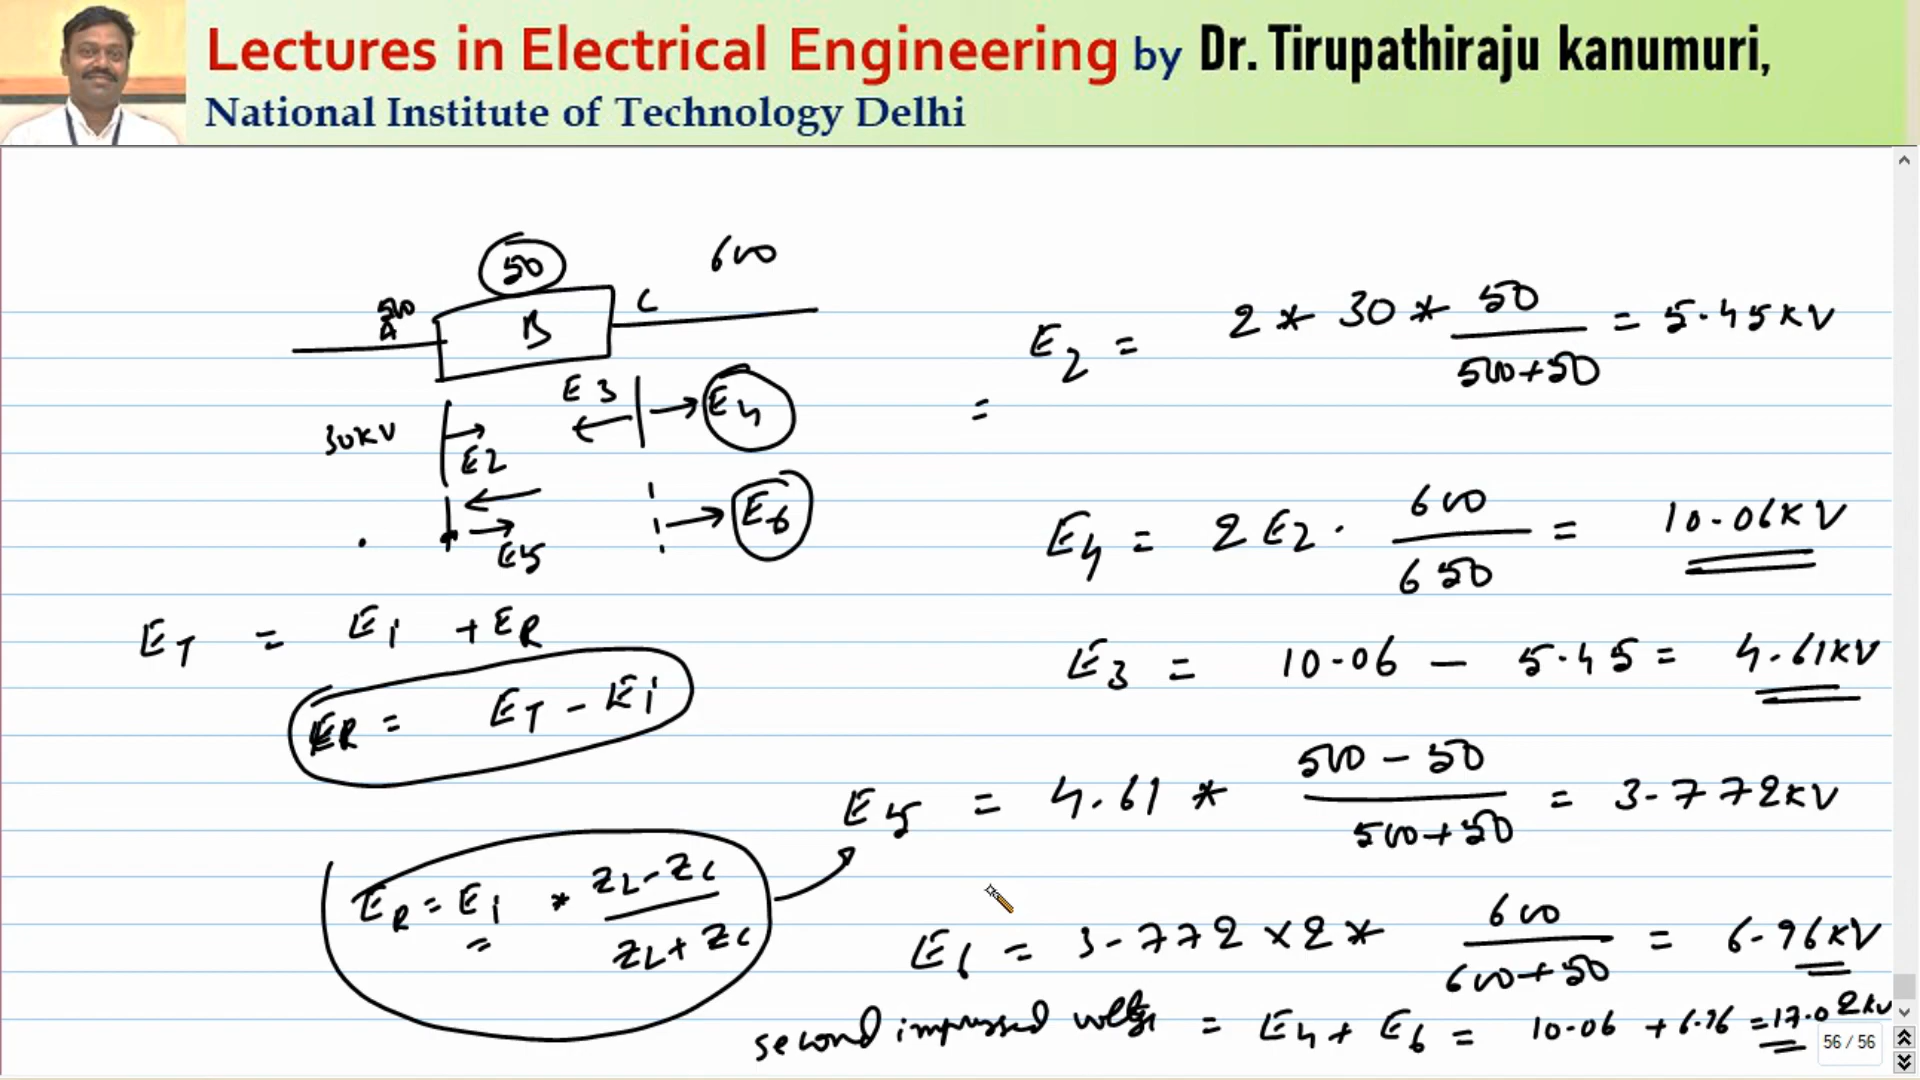 Lectures in Electrical Engineering by Dr. Tirupathiraju kanumuri,
National Institute of Technology Delhi
50
600
500
A
B
C
30KV
E2
E3
E4
E5
E6
E2 = 2 * 30 * 50 / 500+50 = 5.45KV
=
E4 = 2 E2 · 600 / 650 = 10.06KV
ET = Ei + ER
E3 = 10.06 - 5.45 = 4.61KV
ER = ET - Ei
E5 = 4.61 * 500 - 50 / 500+50 = 3.772KV
ER = Ei * ZL-ZC / ZL+ZC
E6 = 3.772 x 2 * 600 / 600+50 = 6.96KV
second impressed = E4 + E6 = 10.06 + 6.96 = 17.02KV
56 / 56